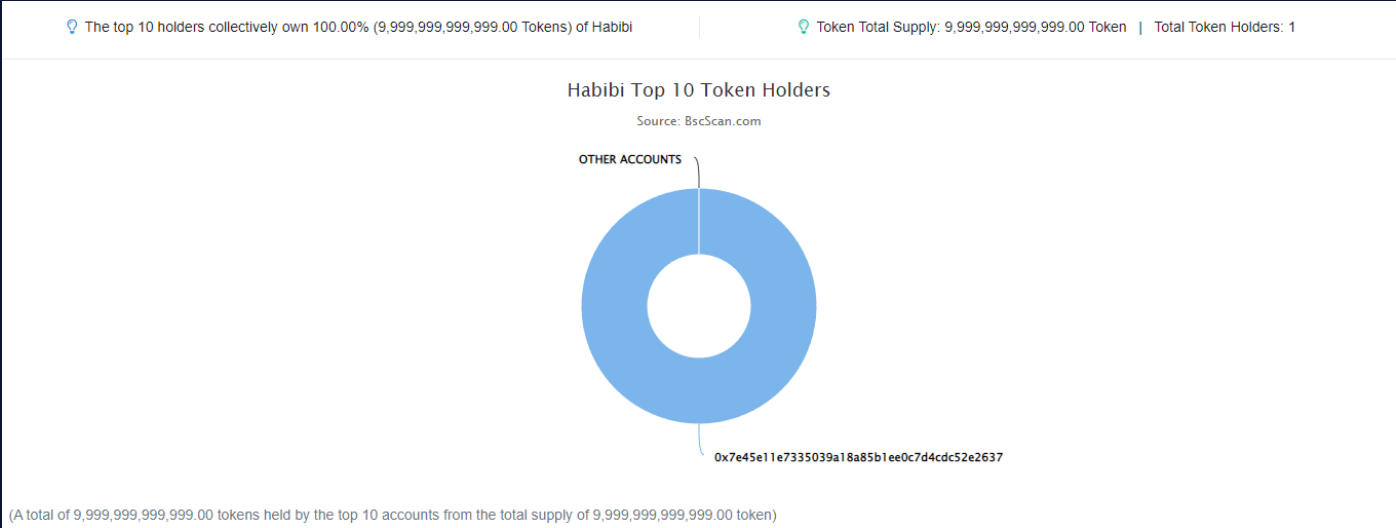 The top 10 holders collectively own 100.00% (9,999,999,999,999.00 Tokens) of Habibi
Token Total Supply: 9,999,999,999,999.00 Token | Total Token Holders: 1
Habibi Top 10 Token Holders
Source: BscScan.com
OTHER ACCOUNTS
0x7e45e11e7335039a18a85b1ee0c7d4cdc52e2637
(A total of 9,999,999,999,999.00 tokens held by the top 10 accounts from the total supply of 9,999,999,999,999.00 token)